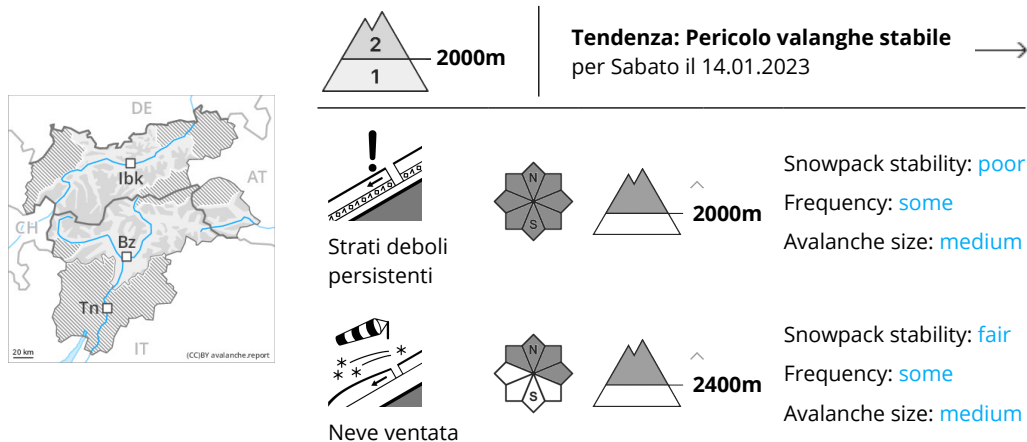 2
1
2000m
Tendenza: Pericolo valanghe stabile
per Sabato il 14.01.2023
DE
Ibk
AT
CH
Bz
Tn
IT
20 km
(CC)BY avalanche.report
Strati deboli
persistenti
N
S
2000m
Snowpack stability: poor
Frequency: some
Avalanche size: medium
Neve ventata
N
S
2400m
Snowpack stability: fair
Frequency: some
Avalanche size: medium